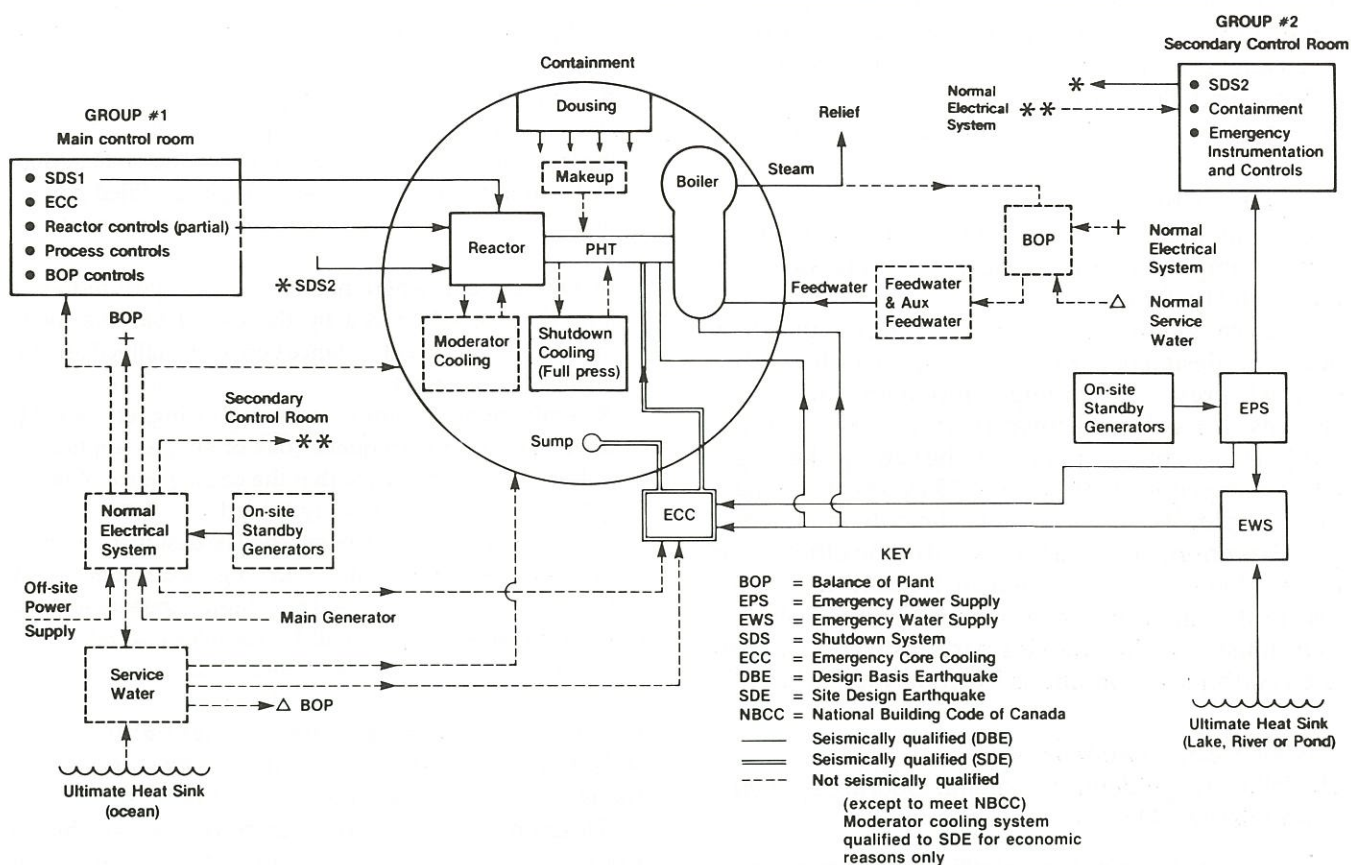 GROUP #1
Main control room
● SDS1
● ECC
● Reactor controls (partial)
● Process controls
● BOP controls
Containment
Dousing
Makeup
Reactor
PHT
Boiler
✻ SDS2
Moderator
Cooling
Shutdown
Cooling
(Full press)
Sump
Relief
Steam
Feedwater
Feedwater
& Aux
Feedwater
BOP
+
Normal
Electrical
System
△
Normal
Service
Water
GROUP #2
Secondary Control Room
✻
Normal
Electrical
System
✻ ✻
● SDS2
● Containment
● Emergency
Instrumentation
and Controls
On-site
Standby
Generators
EPS
EWS
Ultimate Heat Sink
(Lake, River or Pond)
BOP
+
Secondary
Control Room
✻ ✻
Normal
Electrical
System
On-site
Standby
Generators
Off-site
Power
Supply
Main Generator
Service
Water
△ BOP
Ultimate Heat Sink
(ocean)
ECC
KEY
BOP = Balance of Plant
EPS = Emergency Power Supply
EWS = Emergency Water Supply
SDS = Shutdown System
ECC = Emergency Core Cooling
DBE = Design Basis Earthquake
SDE = Site Design Earthquake
NBCC = National Building Code of Canada
Seismically qualified (DBE)
Seismically qualified (SDE)
Not seismically qualified
(except to meet NBCC)
Moderator cooling system
qualified to SDE for economic
reasons only